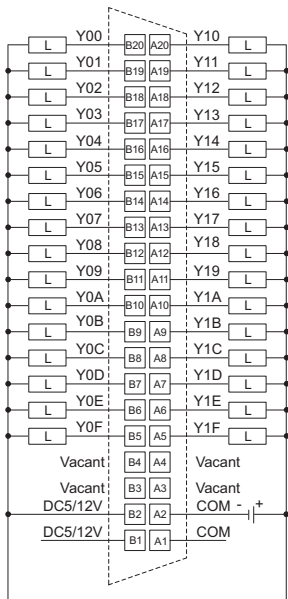 L Y00 B20 A20 Y10 L
L Y01 B19 A19 Y11 L
L Y02 B18 A18 Y12 L
L Y03 B17 A17 Y13 L
L Y04 B16 A16 Y14 L
L Y05 B15 A15 Y15 L
L Y06 B14 A14 Y16 L
L Y07 B13 A13 Y17 L
L Y08 B12 A12 Y18 L
L Y09 B11 A11 Y19 L
L Y0A B10 A10 Y1A L
L Y0B B9 A9 Y1B L
L Y0C B8 A8 Y1C L
L Y0D B7 A7 Y1D L
L Y0E B6 A6 Y1E L
L Y0F B5 A5 Y1F L
Vacant B4 A4 Vacant
Vacant B3 A3 Vacant
DC5/12V B2 A2 COM - +
DC5/12V B1 A1 COM